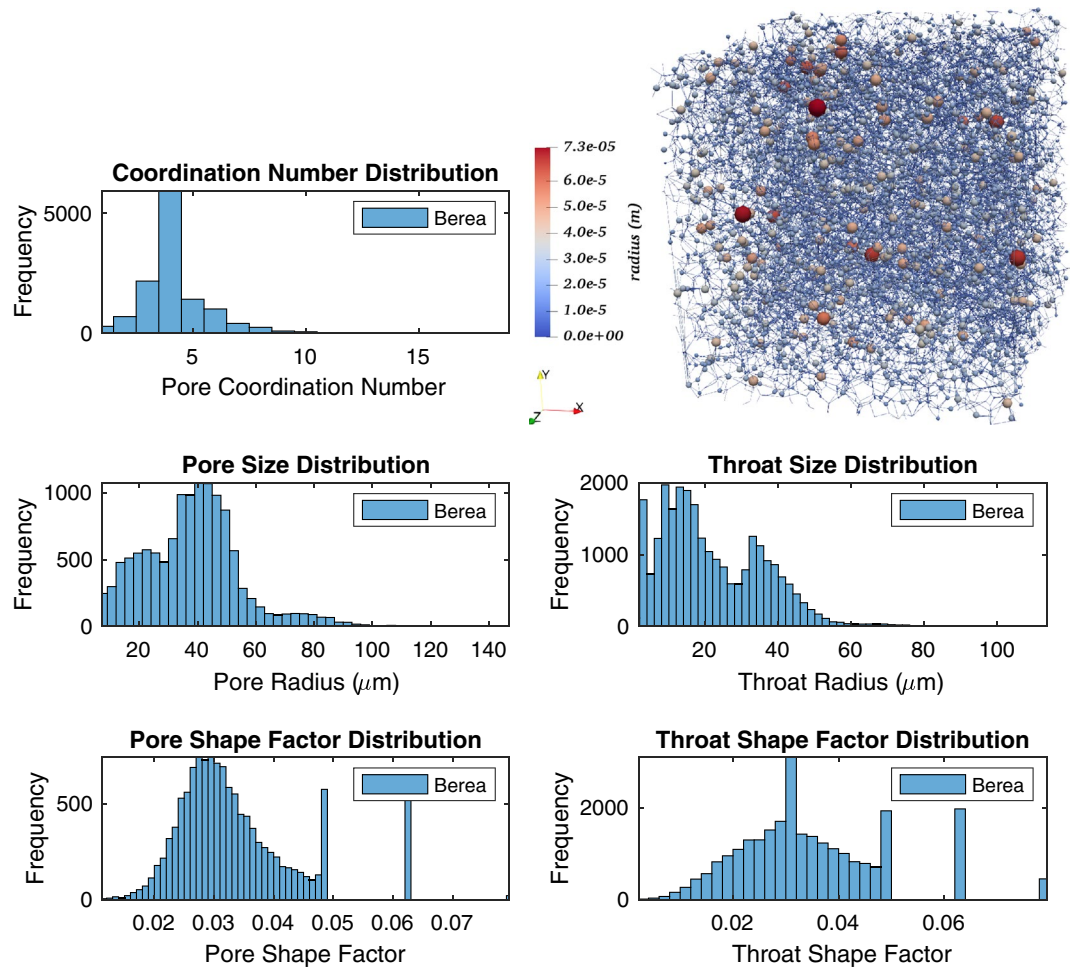 Coordination Number Distribution
5000
0
Frequency
Berea
5
10
15
Pore Coordination Number
7.3e-05
6.0e-5
5.0e-5
4.0e-5
3.0e-5
2.0e-5
1.0e-5
0.0e+00
radius (m)
Y
X
Z
Pore Size Distribution
1000
500
0
Frequency
Berea
20
40
60
80
100
120
140
Pore Radius (μm)
Throat Size Distribution
2000
1000
0
Frequency
Berea
20
40
60
80
100
Throat Radius (μm)
Pore Shape Factor Distribution
500
0
Frequency
Berea
0.02
0.03
0.04
0.05
0.06
0.07
Pore Shape Factor
Throat Shape Factor Distribution
2000
0
Frequency
Berea
0.02
0.04
0.06
Throat Shape Factor